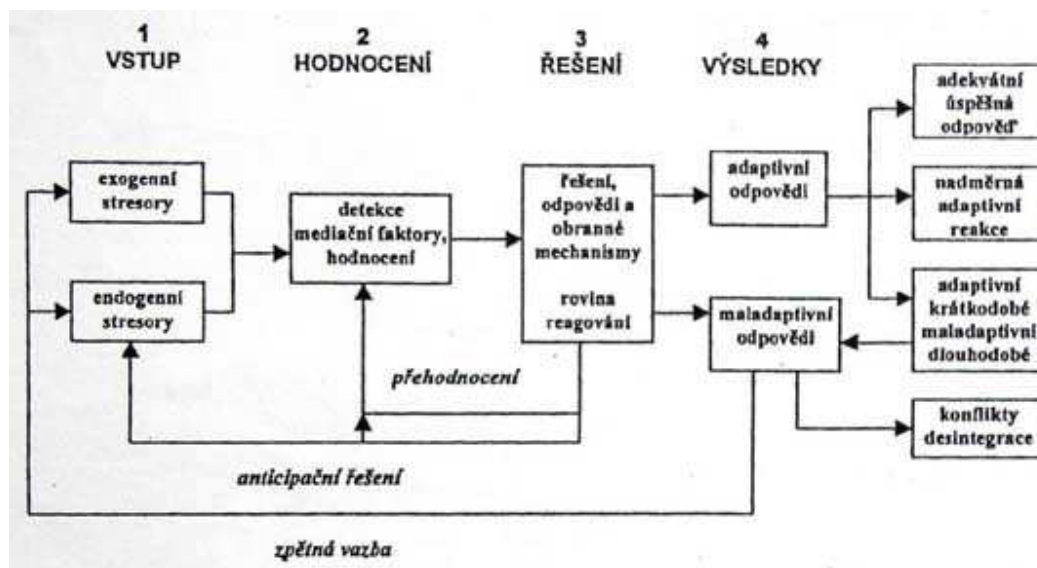 1
VSTUP
2
HODNOCENÍ
3
ŘEŠENÍ
4
VÝSLEDKY
exogenní
stresory
endogenní
stresory
detekce
mediační faktory,
hodnocení
řešení,
odpovědi a
obranné
mechanismy
rovina
reagování
adaptivní
odpovědi
maladaptivní
odpovědi
adekvátní
úspěšná
odpověď
nadměrná
adaptivní
reakce
adaptivní
krátkodobé
maladaptivní
dlouhodobé
konflikty
desintegrace
přehodnocení
anticipační řešení
zpětná vazba